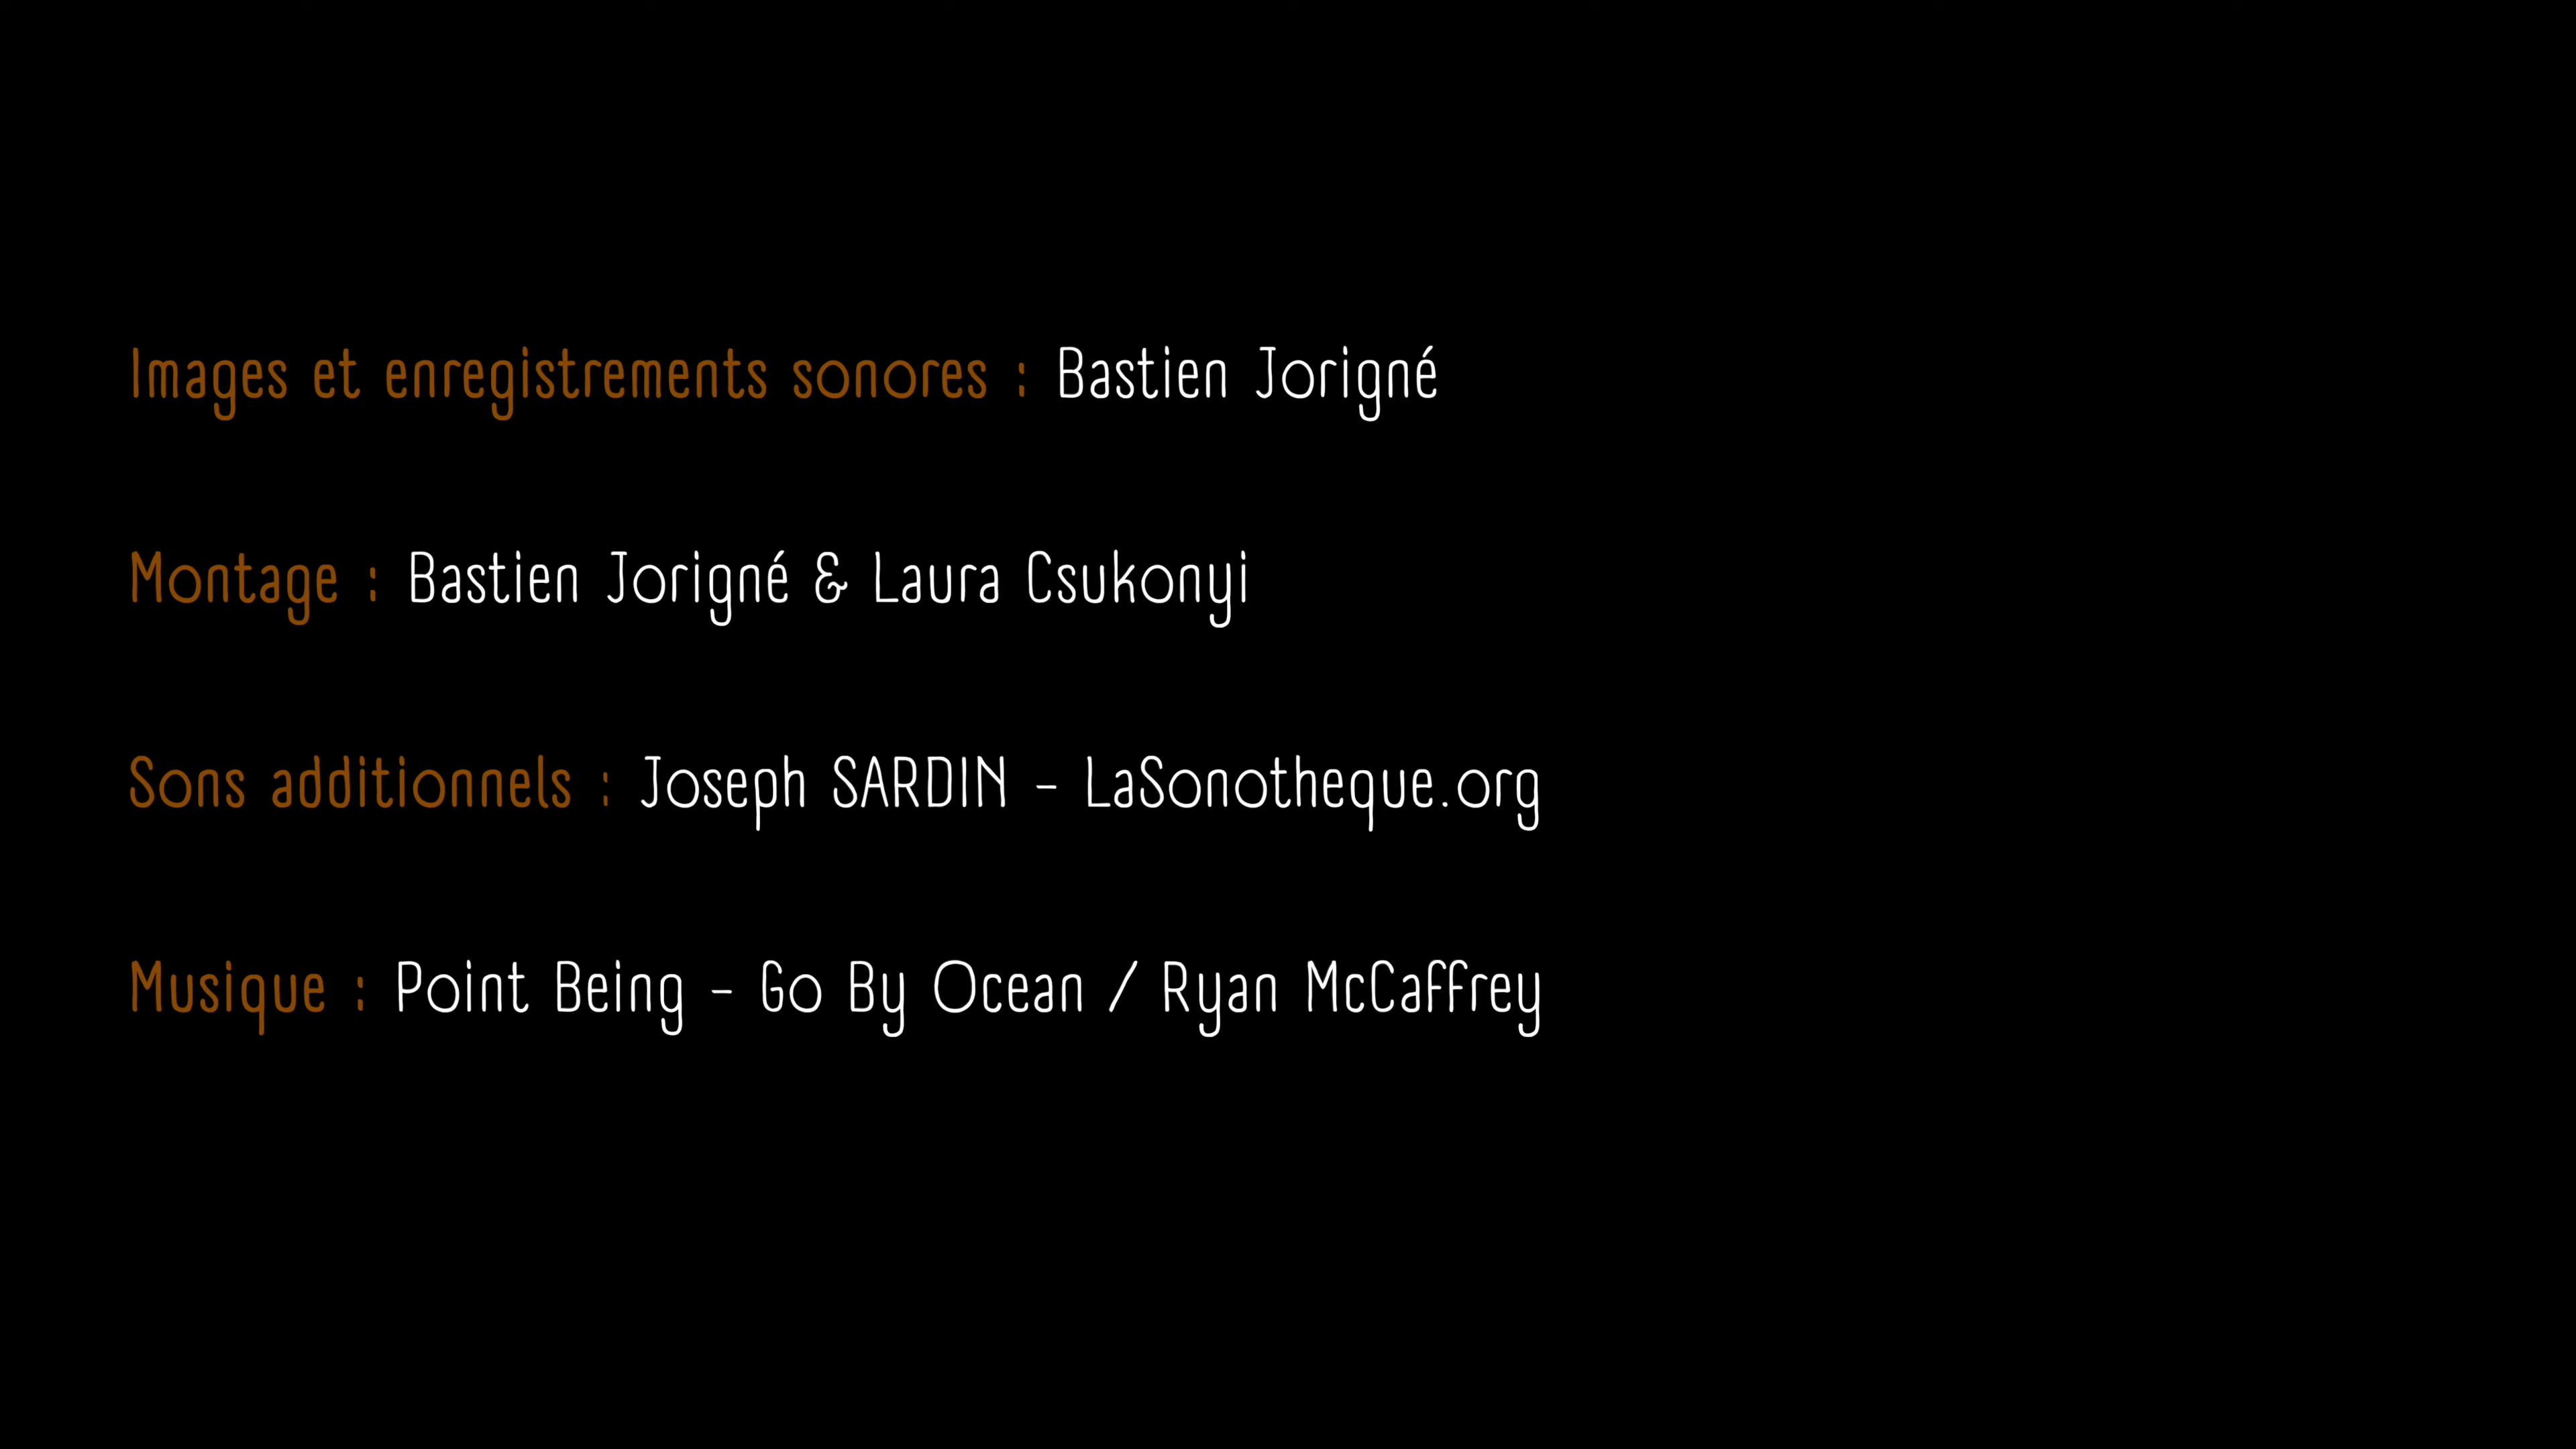 Images et enregistrements sonores : Bastien Jorigné
Montage : Bastien Jorigné & Laura Csukonyi
Sons additionnels : Joseph SARDIN - LaSonotheque.org
Musique : Point Being - Go By Ocean / Ryan McCaffrey